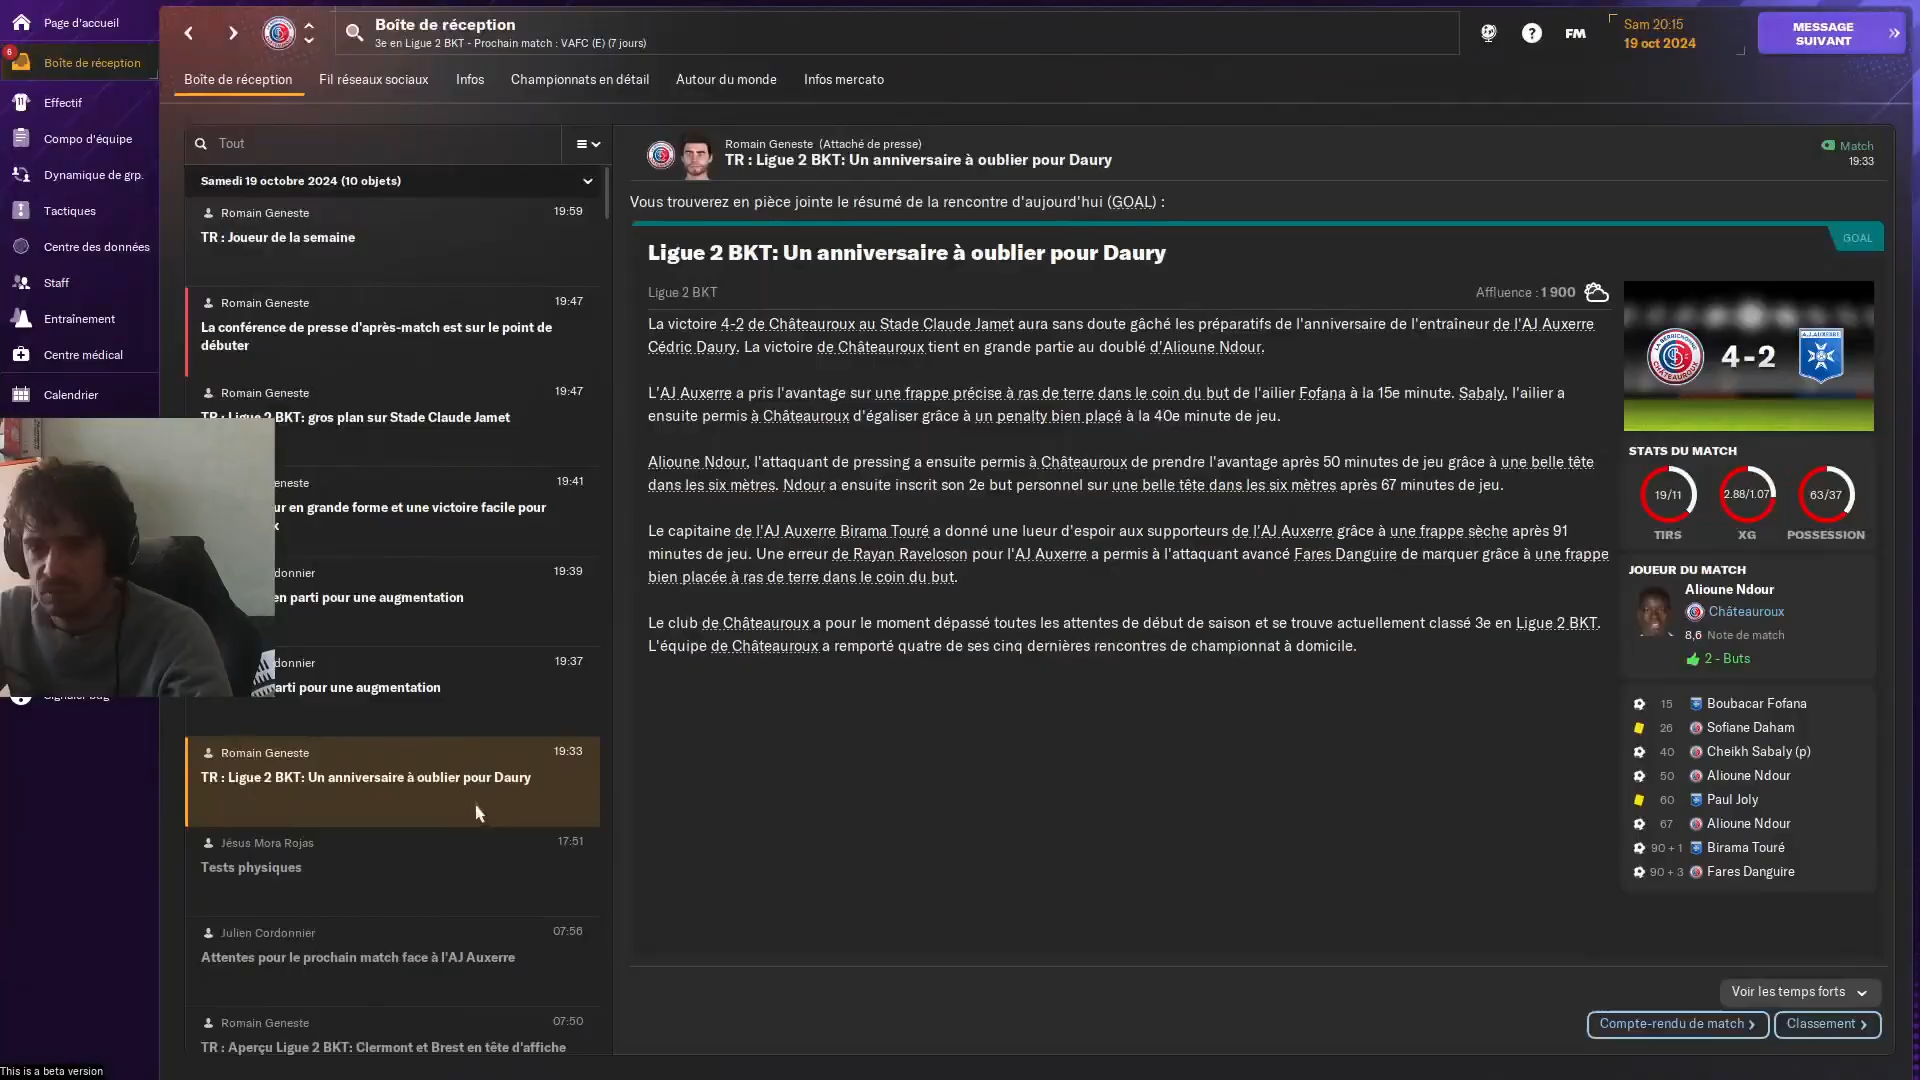 Page d'accueil
6
Boîte de réception
Effectif
Compo d'équipe
Dynamique de grp.
Tactiques
Centre des données
Staff
Entraînement
Centre médical
Calendrier
This is a beta version
Boîte de réception
3e en Ligue 2 BKT - Prochain match : VAFC (E) (7 jours)
FM
Sam 20:15
19 oct 2024
MESSAGE
SUIVANT
Boîte de réception
Fil réseaux sociaux
Infos
Championnats en détail
Autour du monde
Infos mercato
Tout
Samedi 19 octobre 2024 (10 objets)
Romain Geneste 19:59
TR : Joueur de la semaine
Romain Geneste 19:47
La conférence de presse d'après-match est sur le point de
débuter
Romain Geneste 19:47
TR : Ligue 2 BKT: gros plan sur Stade Claude Jamet
eneste 19:41
ur en grande forme et une victoire facile pour
x
donnier 19:39
en parti pour une augmentation
donnier 19:37
arti pour une augmentation
Romain Geneste 19:33
TR : Ligue 2 BKT: Un anniversaire à oublier pour Daury
Jésus Mora Rojas 17:51
Tests physiques
Julien Cordonnier 07:56
Attentes pour le prochain match face à l'AJ Auxerre
Romain Geneste 07:50
TR : Aperçu Ligue 2 BKT: Clermont et Brest en tête d'affiche
Romain Geneste (Attaché de presse)
TR : Ligue 2 BKT: Un anniversaire à oublier pour Daury
Match
19:33
Vous trouverez en pièce jointe le résumé de la rencontre d'aujourd'hui (GOAL) :
GOAL
Ligue 2 BKT: Un anniversaire à oublier pour Daury
Ligue 2 BKT
Affluence : 1 900
La victoire 4-2 de Châteauroux au Stade Claude Jamet aura sans doute gâché les préparatifs de l'anniversaire de l'entraîneur de l'AJ Auxerre
Cédric Daury. La victoire de Châteauroux tient en grande partie au doublé d'Alioune Ndour.
L'AJ Auxerre a pris l'avantage sur une frappe précise à ras de terre dans le coin du but de l'ailier Fofana à la 15e minute. Sabaly, l'ailier a
ensuite permis à Châteauroux d'égaliser grâce à un penalty bien placé à la 40e minute de jeu.
Alioune Ndour, l'attaquant de pressing a ensuite permis à Châteauroux de prendre l'avantage après 50 minutes de jeu grâce à une belle tête
dans les six mètres. Ndour a ensuite inscrit son 2e but personnel sur une belle tête dans les six mètres après 67 minutes de jeu.
Le capitaine de l'AJ Auxerre Birama Touré a donné une lueur d'espoir aux supporteurs de l'AJ Auxerre grâce à une frappe sèche après 91
minutes de jeu. Une erreur de Rayan Raveloson pour l'AJ Auxerre a permis à l'attaquant avancé Fares Danguire de marquer grâce à une frappe
bien placée à ras de terre dans le coin du but.
Le club de Châteauroux a pour le moment dépassé toutes les attentes de début de saison et se trouve actuellement classé 3e en Ligue 2 BKT.
L'équipe de Châteauroux a remporté quatre de ses cinq dernières rencontres de championnat à domicile.
4-2
STATS DU MATCH
19/11
2.88/1.07
63/37
TIRS
XG
POSSESSION
JOUEUR DU MATCH
Alioune Ndour
Châteauroux
8,6 Note de match
2 - Buts
15 Boubacar Fofana
26 Sofiane Daham
40 Cheikh Sabaly (p)
50 Alioune Ndour
60 Paul Joly
67 Alioune Ndour
90 + 1 Birama Touré
90 + 3 Fares Danguire
Voir les temps forts
Compte-rendu de match
Classement